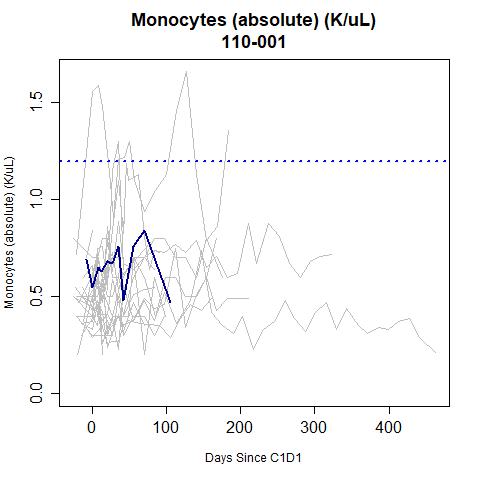 Monocytes (absolute) (K/uL)
110-001
Monocytes (absolute) (K/uL)
1.5
1.0
0.5
0.0
0 100 200 300 400
Days Since C1D1